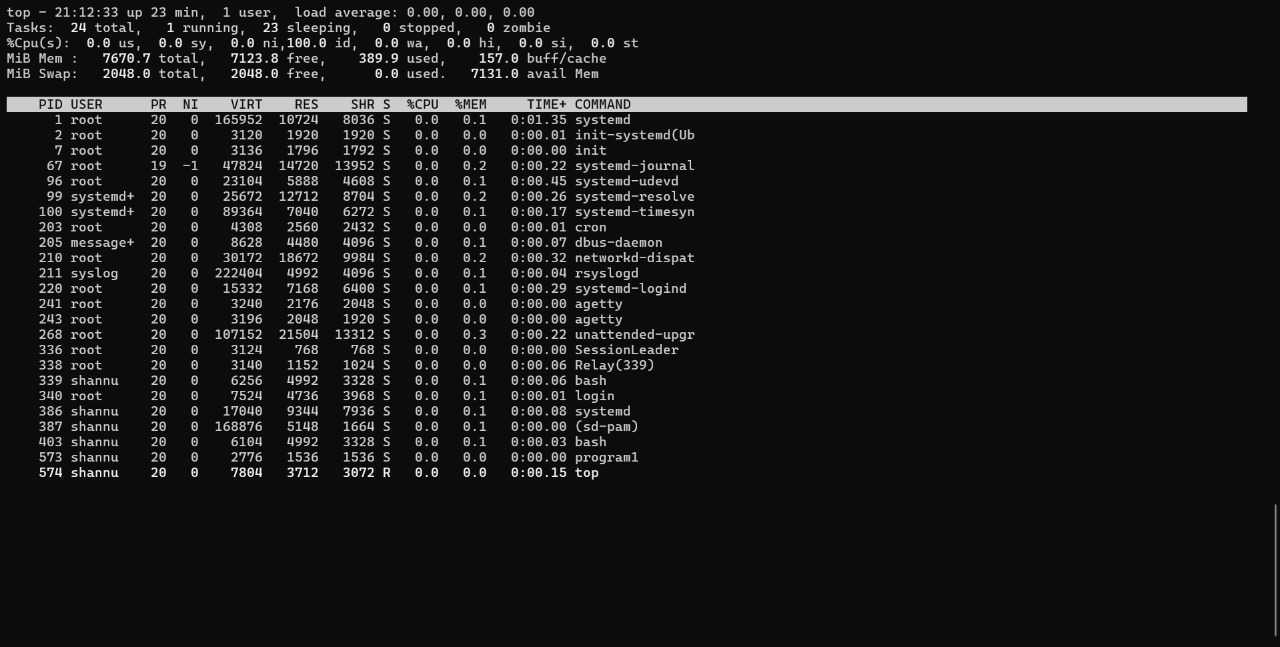 top - 21:12:33 up 23 min,  1 user,  load average: 0.00, 0.00, 0.00
Tasks:  24 total,   1 running,  23 sleeping,   0 stopped,   0 zombie
%Cpu(s):  0.0 us,  0.0 sy,  0.0 ni,100.0 id,  0.0 wa,  0.0 hi,  0.0 si,  0.0 st
MiB Mem :   7670.7 total,   7123.8 free,    389.9 used,    157.0 buff/cache
MiB Swap:   2048.0 total,   2048.0 free,      0.0 used.   7131.0 avail Mem
    PID USER      PR  NI    VIRT    RES    SHR S  %CPU  %MEM     TIME+ COMMAND
      1 root      20   0  165952  10724   8036 S   0.0   0.1   0:01.35 systemd
      2 root      20   0    3120   1920   1920 S   0.0   0.0   0:00.01 init-systemd(Ub
      7 root      20   0    3136   1796   1792 S   0.0   0.0   0:00.00 init
     67 root      19  -1   47824  14720  13952 S   0.0   0.2   0:00.22 systemd-journal
     96 root      20   0   23104   5888   4608 S   0.0   0.1   0:00.45 systemd-udevd
     99 systemd+  20   0   25672  12712   8704 S   0.0   0.2   0:00.26 systemd-resolve
    100 systemd+  20   0   89364   7040   6272 S   0.0   0.1   0:00.17 systemd-timesyn
    203 root      20   0    4308   2560   2432 S   0.0   0.0   0:00.01 cron
    205 message+  20   0    8628   4480   4096 S   0.0   0.1   0:00.07 dbus-daemon
    210 root      20   0   30172  18672   9984 S   0.0   0.2   0:00.32 networkd-dispat
    211 syslog    20   0  222404   4992   4096 S   0.0   0.1   0:00.04 rsyslogd
    220 root      20   0   15332   7168   6400 S   0.0   0.1   0:00.29 systemd-logind
    241 root      20   0    3240   2176   2048 S   0.0   0.0   0:00.00 agetty
    243 root      20   0    3196   2048   1920 S   0.0   0.0   0:00.00 agetty
    268 root      20   0  107152  21504  13312 S   0.0   0.3   0:00.22 unattended-upgr
    336 root      20   0    3124    768    768 S   0.0   0.0   0:00.00 SessionLeader
    338 root      20   0    3140   1152   1024 S   0.0   0.0   0:00.06 Relay(339)
    339 shannu    20   0    6256   4992   3328 S   0.0   0.1   0:00.06 bash
    340 root      20   0    7524   4736   3968 S   0.0   0.1   0:00.01 login
    386 shannu    20   0   17040   9344   7936 S   0.0   0.1   0:00.08 systemd
    387 shannu    20   0  168876   5148   1664 S   0.0   0.1   0:00.00 (sd-pam)
    403 shannu    20   0    6104   4992   3328 S   0.0   0.1   0:00.03 bash
    573 shannu    20   0    2776   1536   1536 S   0.0   0.0   0:00.00 program1
    574 shannu    20   0    7804   3712   3072 R   0.0   0.0   0:00.15 top